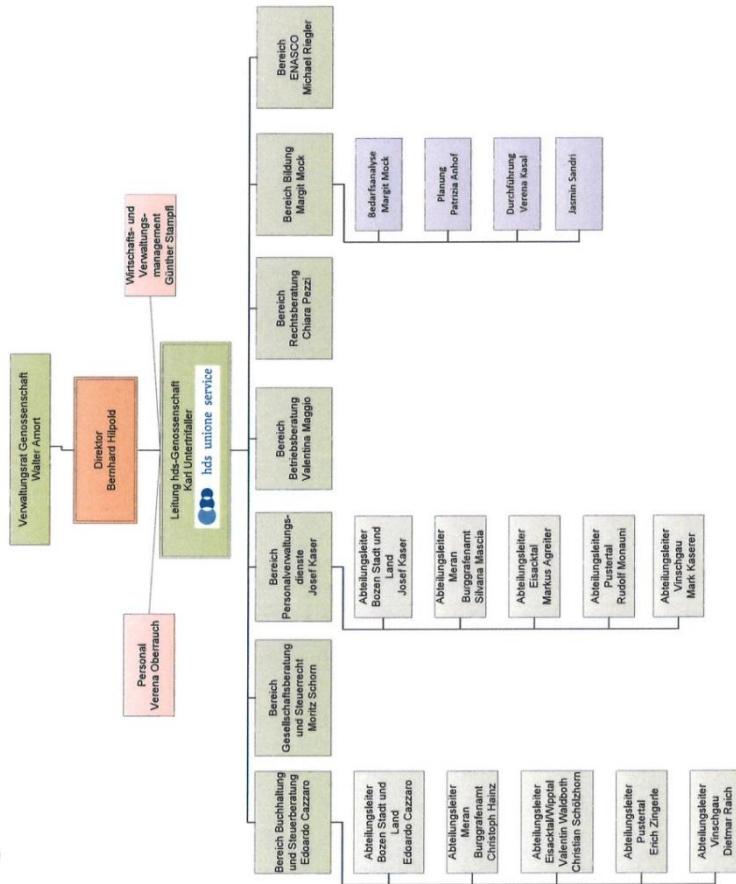 Verwaltungsrat Genossenschaft
Walter Amort
Direktor
Bernhard Hilpold
Personal
Verena Oberrauch
Wirtschafts- und
Verwaltungs-
management
Günther Stampfl
Leitung hds-Genossenschaft
Karl Untertrifaller
hds unione service
Bereich Buchhaltung
und Steuerberatung
Edoardo Cazzaro
Bereich
Gesellschaftsberatung
und Steuerrecht
Moritz Schorn
Bereich
Personalverwaltungs-
dienste
Josef Kaser
Bereich
Betriebsberatung
Valentina Maggio
Bereich
Rechtsberatung
Chiara Pezzi
Bereich Bildung
Margit Mock
Bereich
ENASCO
Michael Riegler
Abteilungsleiter
Bozen Stadt und
Land
Edoardo Cazzaro
Abteilungsleiter
Meran
Burggrafenamt
Christoph Hainz
Abteilungsleiter
Eisacktal/Wipptal
Valentin Waldboth
Christian Schölzhorn
Abteilungsleiter
Pustertal
Erich Zingerle
Abteilungsleiter
Vinschgau
Dietmar Raich
Abteilungsleiter
Bozen Stadt und
Land
Josef Kaser
Abteilungsleiter
Meran
Burggrafenamt
Silvana Mascia
Abteilungsleiter
Eisacktal
Markus Agreiter
Abteilungsleiter
Pustertal
Rudolf Monauni
Abteilungsleiter
Vinschgau
Mark Kaserer
Bedarfsanalyse
Margit Mock
Planung
Patrizia Anhof
Durchführung
Verena Kasal
Jasmin Sandri